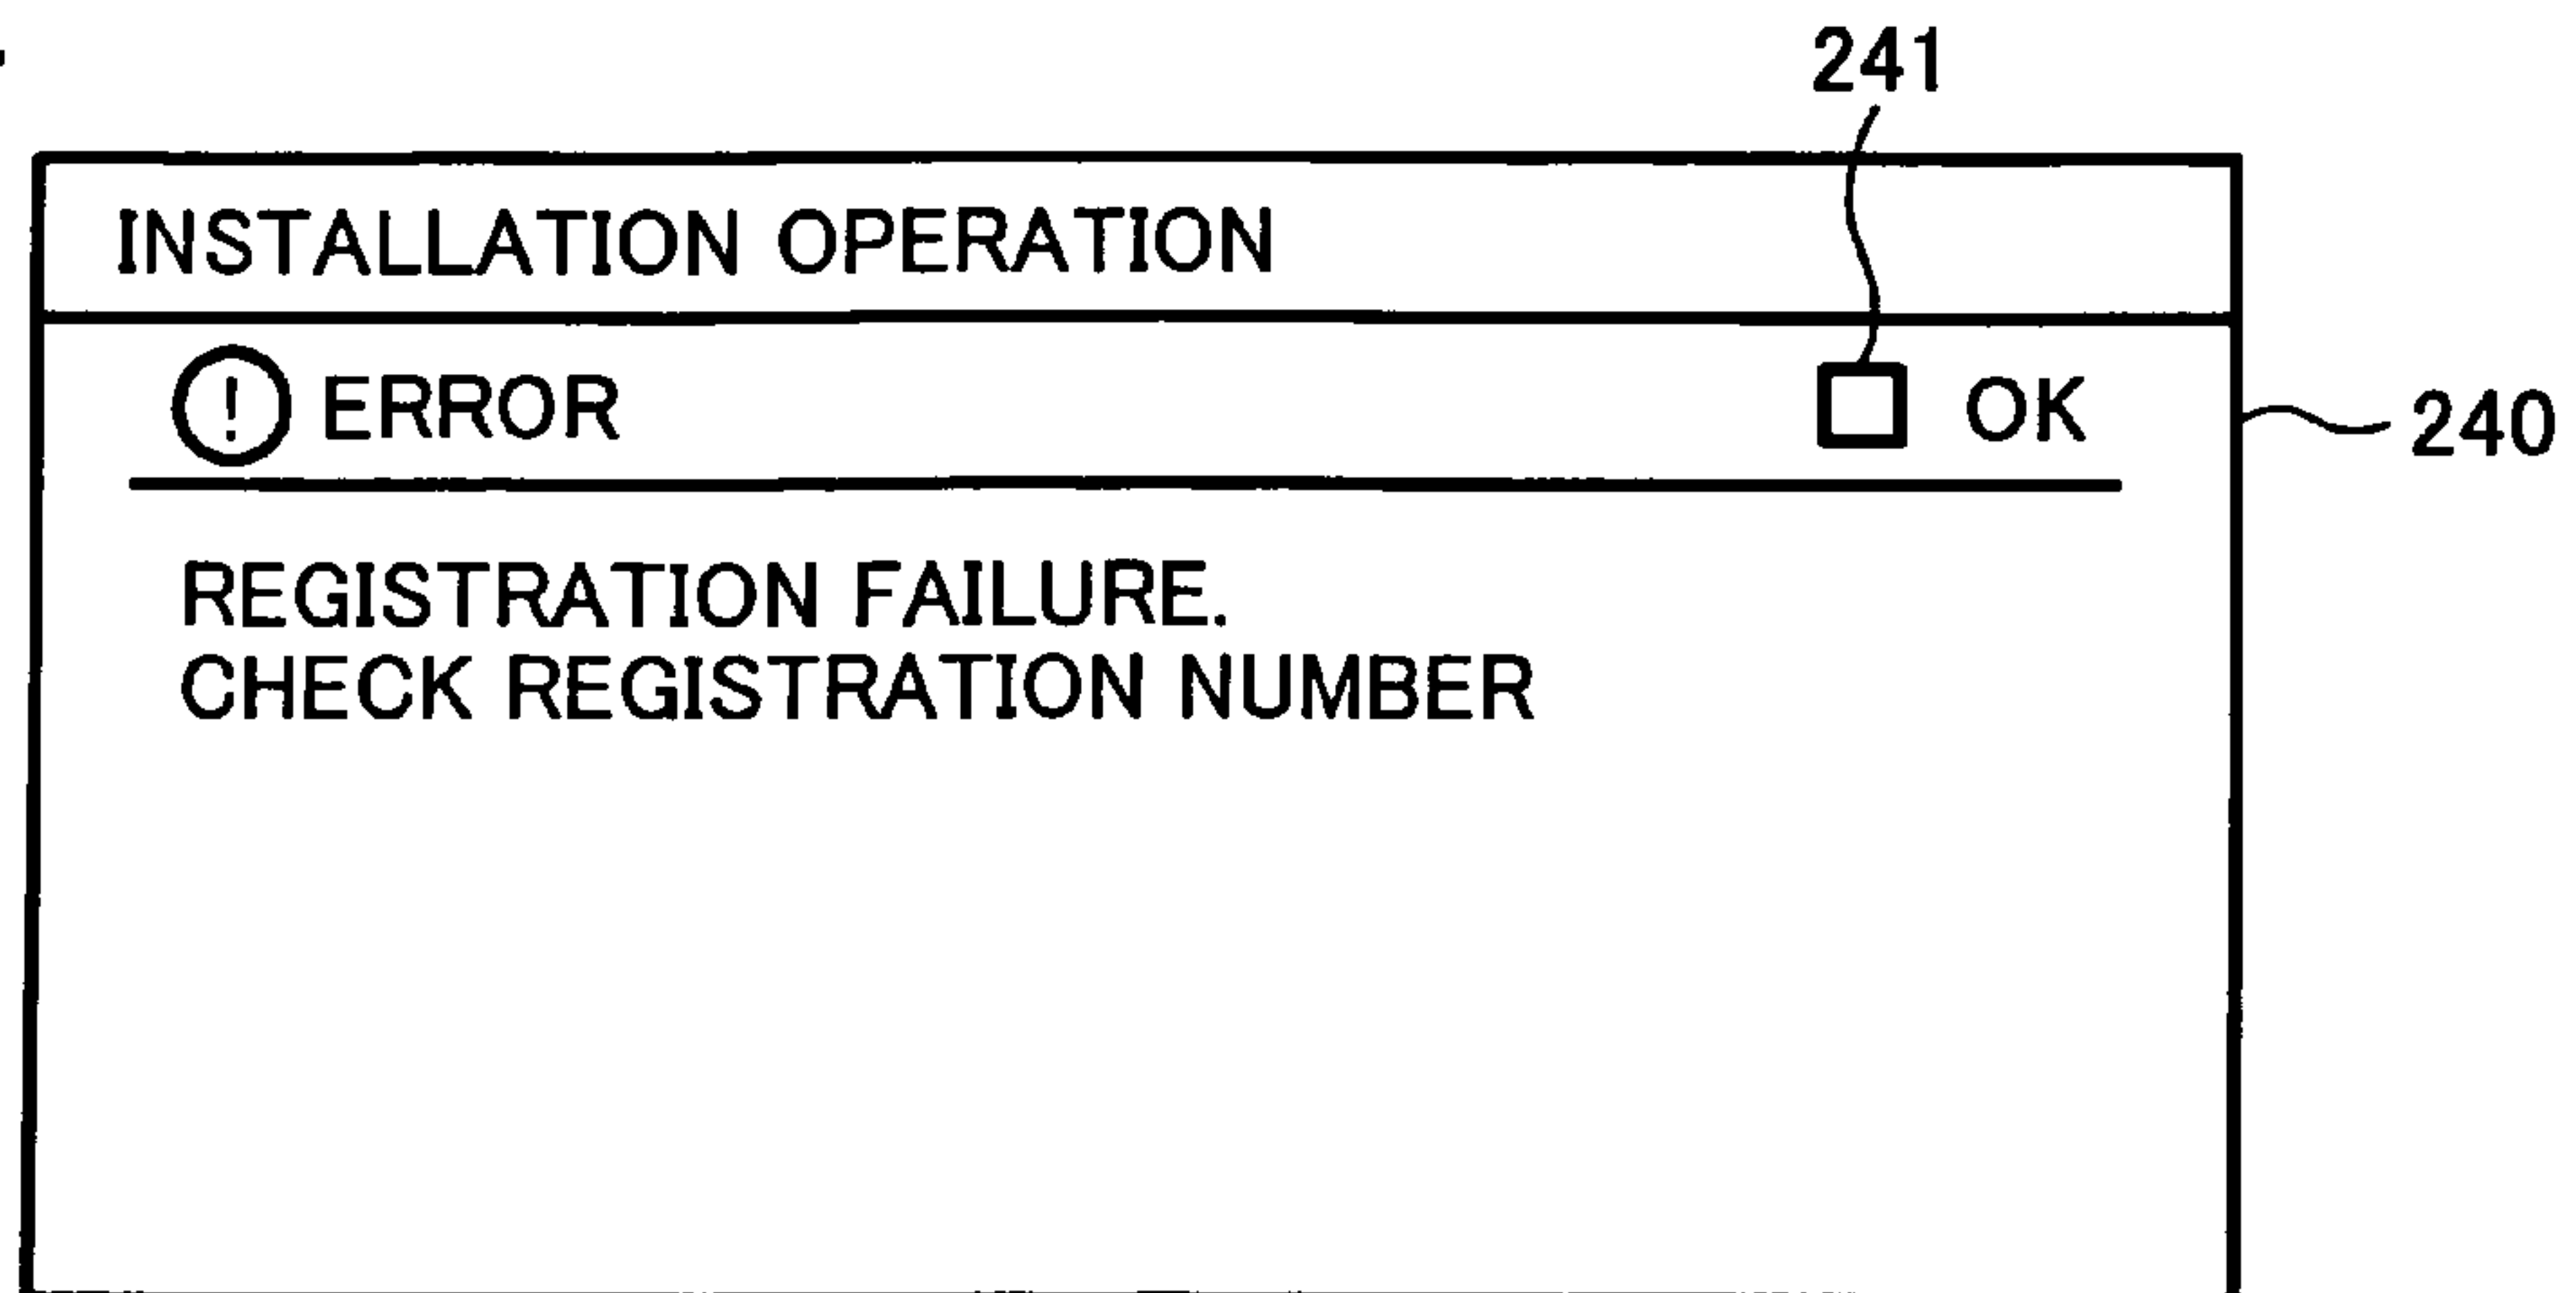 241
INSTALLATION OPERATION
! ERROR
OK
240
REGISTRATION FAILURE.
CHECK REGISTRATION NUMBER